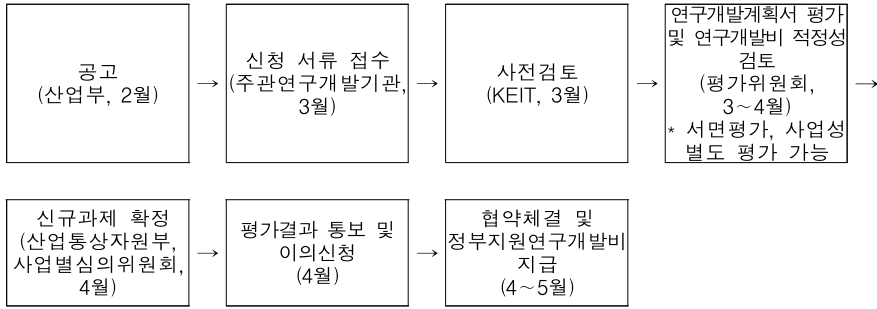 공고
(산업부, 2월)
→
신청 서류 접수
(주관연구개발기관,
3월)
→
사전검토
(KEIT, 3월)
→
연구개발계획서 평가
및 연구개발비 적정성
검토
(평가위원회,
3～4월)
* 서면평가, 사업성
별도 평가 가능
→
신규과제 확정
(산업통상자원부,
사업별심의위원회,
4월)
→
평가결과 통보 및
이의신청
(4월)
→
협약체결 및
정부지원연구개발비
지급
(4～5월)